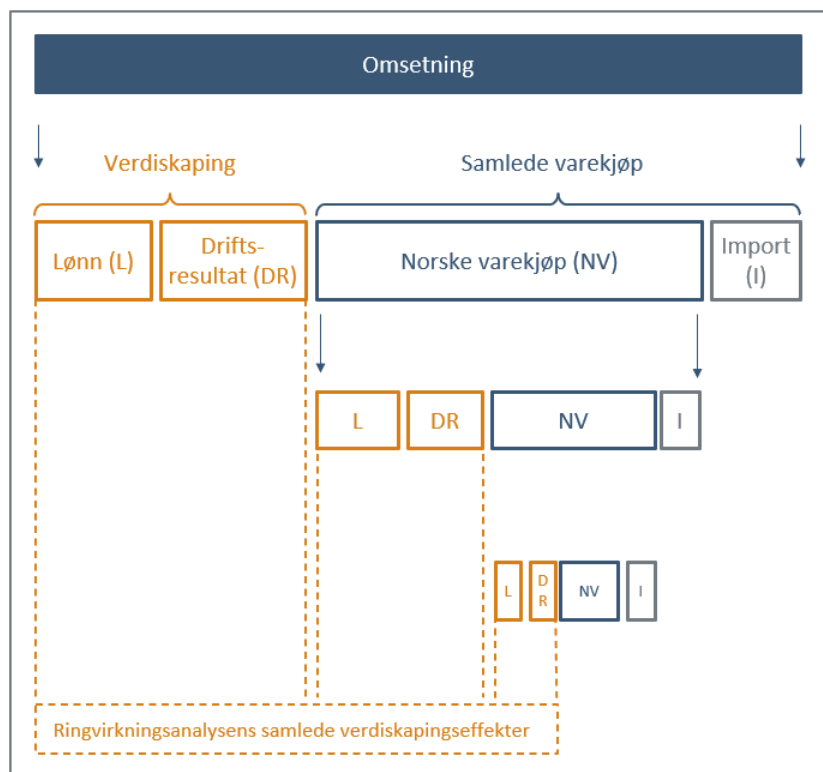 Omsetning
Verdiskaping
Samlede varekjøp
Lønn (L)
Drifts-
resultat (DR)
Norske varekjøp (NV)
Import
(I)
L
DR
NV
I
L
D
R
NV
I
Ringvirkningsanalysens samlede verdiskapingseffekter